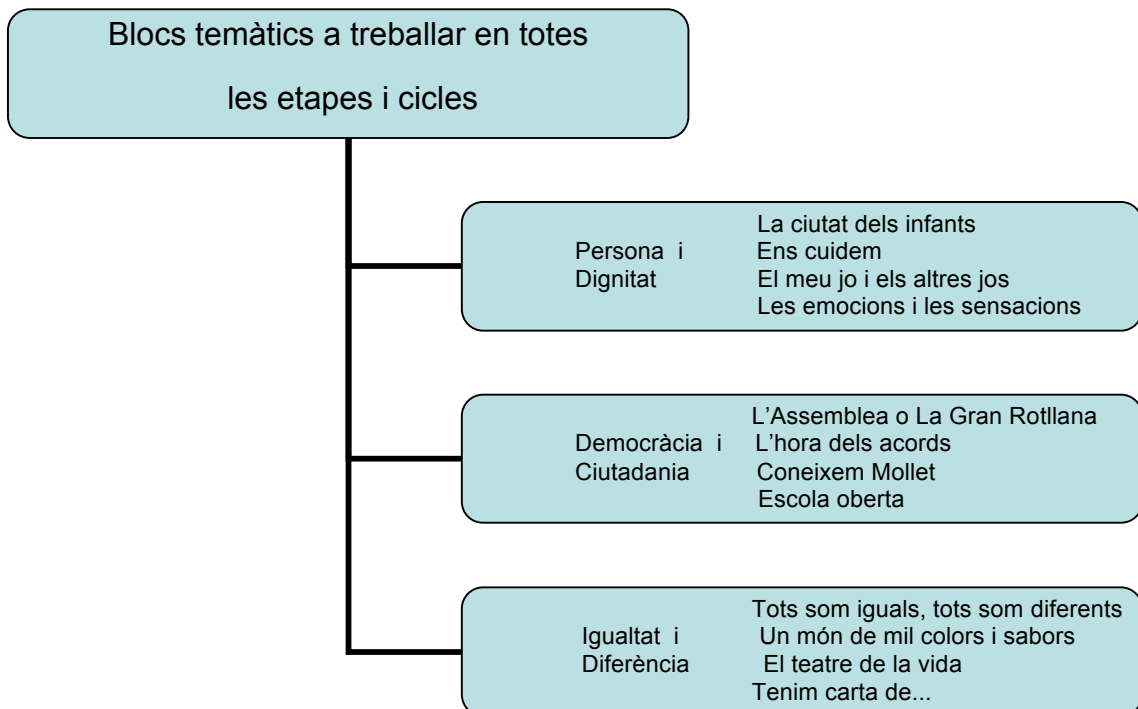 Blocs temàtics a treballar en totes
les etapes i cicles
La ciutat dels infants
Persona i Ens cuidem
Dignitat El meu jo i els altres jos
Les emocions i les sensacions
L’Assemblea o La Gran Rotllana
Democràcia i L’hora dels acords
Ciutadania Coneixem Mollet
Escola oberta
Tots som iguals, tots som diferents
Igualtat i Un món de mil colors i sabors
Diferència El teatre de la vida
Tenim carta de...